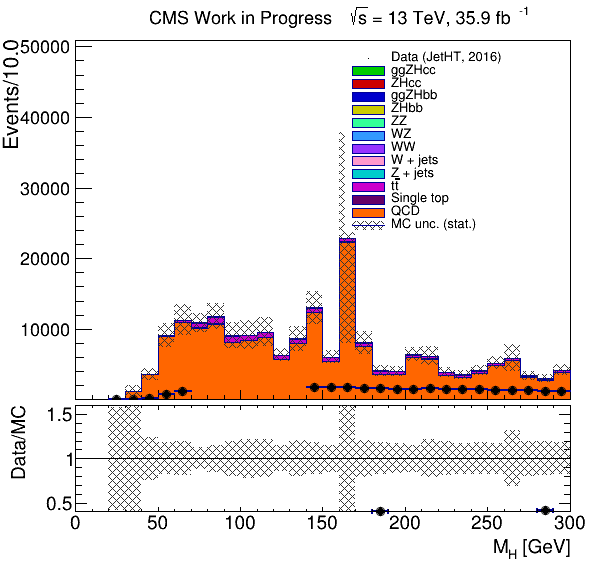 CMS Work in Progress √s = 13 TeV, 35.9 fb⁻¹
Events/10.0
50000
40000
30000
20000
10000
Data (JetHT, 2016)
ggZHcc
ZHcc
ggZHbb
ZHbb
ZZ
WZ
WW
W + jets
Z + jets
tt̅
Single top
QCD
MC unc. (stat.)
Data/MC
1.5
1
0.5
0 50 100 150 200 250 300
M_H [GeV]